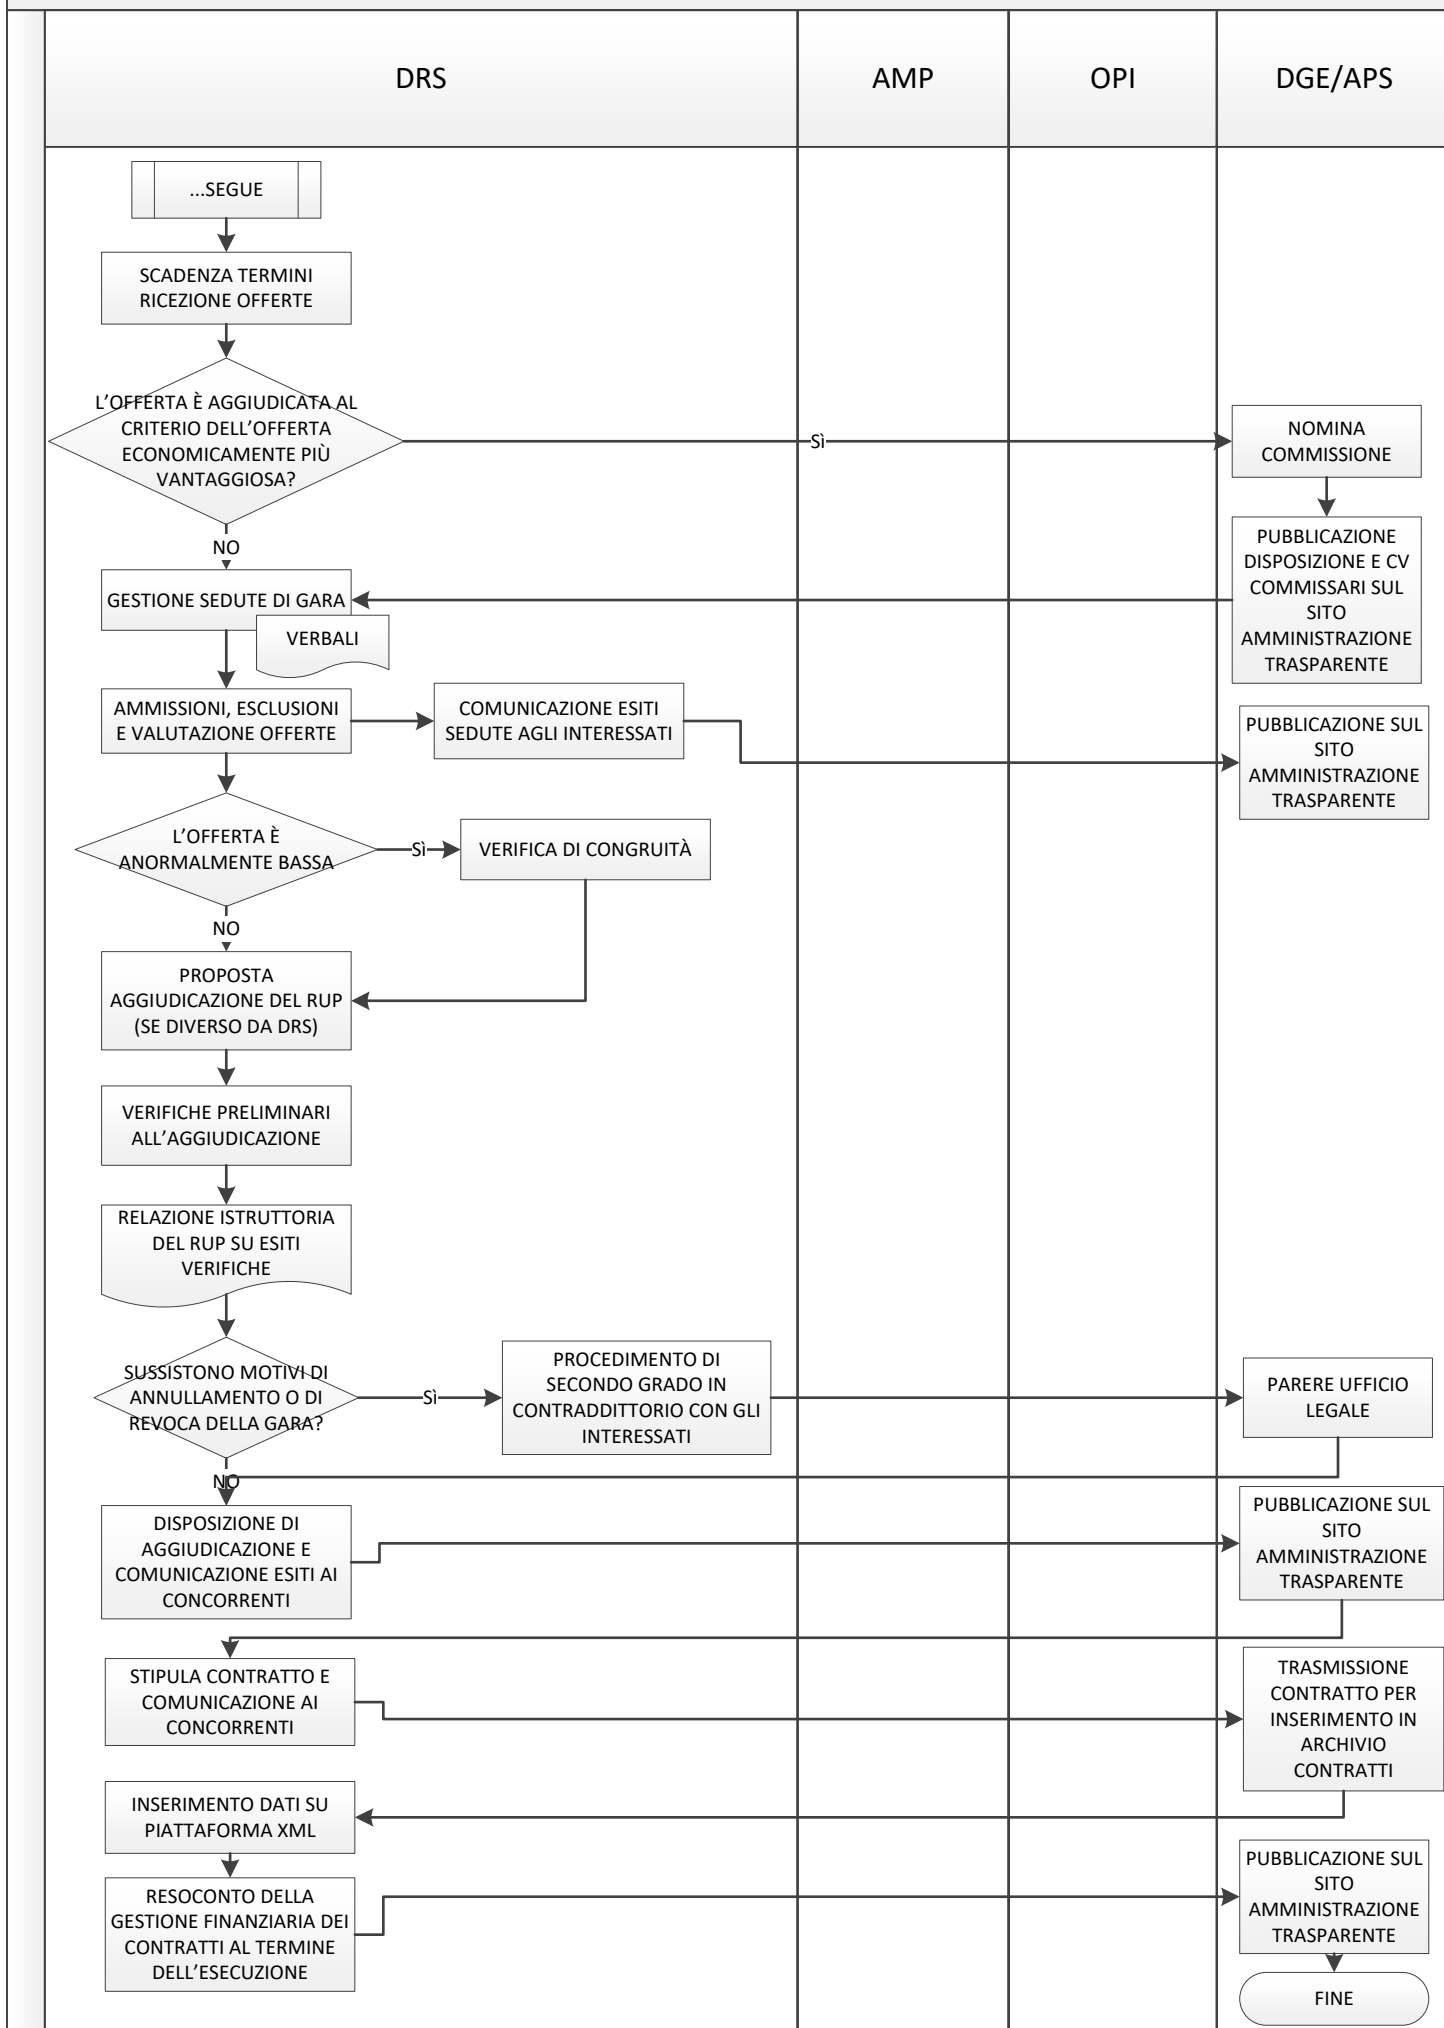 DRS
AMP
OPI
DGE/APS
...SEGUE
SCADENZA TERMINI
RICEZIONE OFFERTE
L’OFFERTA È AGGIUDICATA AL
CRITERIO DELL’OFFERTA
ECONOMICAMENTE PIÙ
VANTAGGIOSA?
Sì
NOMINA
COMMISSIONE
NO
PUBBLICAZIONE
DISPOSIZIONE E CV
COMMISSARI SUL
SITO
AMMINISTRAZIONE
TRASPARENTE
GESTIONE SEDUTE DI GARA
VERBALI
AMMISSIONI, ESCLUSIONI
E VALUTAZIONE OFFERTE
COMUNICAZIONE ESITI
SEDUTE AGLI INTERESSATI
PUBBLICAZIONE SUL
SITO
AMMINISTRAZIONE
TRASPARENTE
L’OFFERTA È
ANORMALMENTE BASSA
Sì
VERIFICA DI CONGRUITÀ
NO
PROPOSTA
AGGIUDICAZIONE DEL RUP
(SE DIVERSO DA DRS)
VERIFICHE PRELIMINARI
ALL’AGGIUDICAZIONE
RELAZIONE ISTRUTTORIA
DEL RUP SU ESITI
VERIFICHE
SUSSISTONO MOTIVI DI
ANNULLAMENTO O DI
REVOCA DELLA GARA?
Sì
PROCEDIMENTO DI
SECONDO GRADO IN
CONTRADDITTORIO CON GLI
INTERESSATI
PARERE UFFICIO
LEGALE
NO
DISPOSIZIONE DI
AGGIUDICAZIONE E
COMUNICAZIONE ESITI AI
CONCORRENTI
PUBBLICAZIONE SUL
SITO
AMMINISTRAZIONE
TRASPARENTE
STIPULA CONTRATTO E
COMUNICAZIONE AI
CONCORRENTI
TRASMISSIONE
CONTRATTO PER
INSERIMENTO IN
ARCHIVIO
CONTRATTI
INSERIMENTO DATI SU
PIATTAFORMA XML
RESOCONTO DELLA
GESTIONE FINANZIARIA DEI
CONTRATTI AL TERMINE
DELL’ESECUZIONE
PUBBLICAZIONE SUL
SITO
AMMINISTRAZIONE
TRASPARENTE
FINE